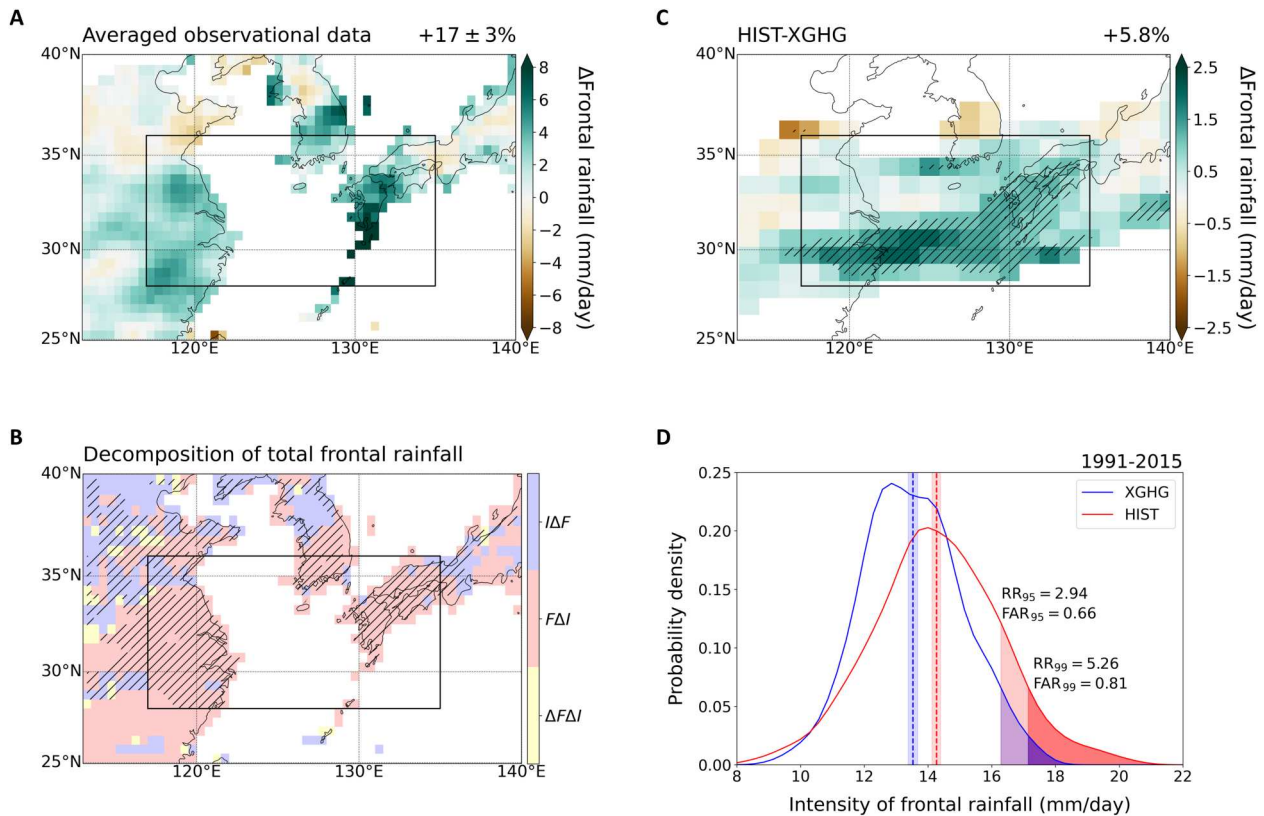 A
Averaged observational data +17 ± 3%
40°N
35°N
30°N
25°N
120°E 130°E 140°E
8
6
4
2
0
−2
−4
−6
−8
ΔFrontal rainfall (mm/day)
C
HIST-XGHG +5.8%
40°N
35°N
30°N
25°N
120°E 130°E 140°E
2.5
1.5
0.5
−0.5
−1.5
−2.5
ΔFrontal rainfall (mm/day)
B
Decomposition of total frontal rainfall
40°N
35°N
30°N
25°N
120°E 130°E 140°E
IΔF
FΔI
ΔFΔI
D
1991-2015
XGHG
HIST
RR95 = 2.94
FAR95 = 0.66
RR99 = 5.26
FAR99 = 0.81
Probability density
0.25
0.20
0.15
0.10
0.05
0.00
8 10 12 14 16 18 20 22
Intensity of frontal rainfall (mm/day)